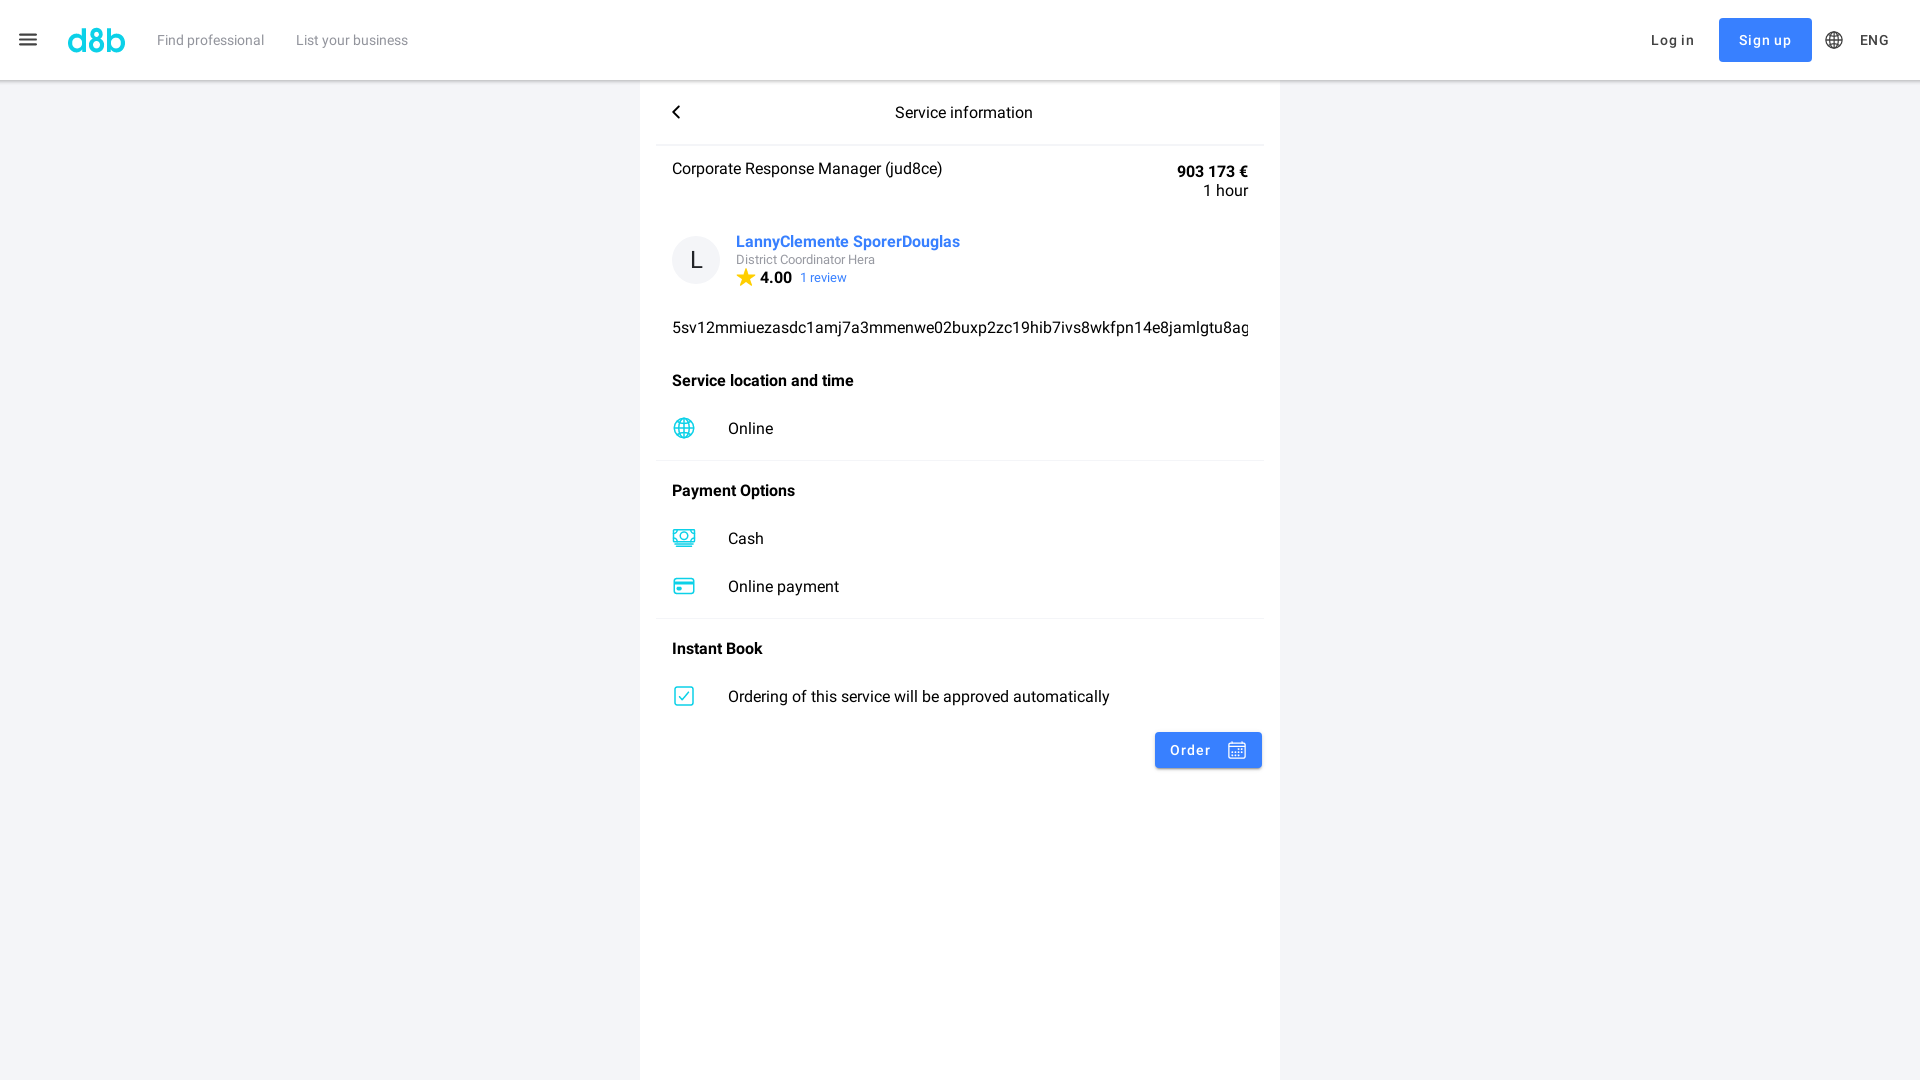 d8b
Find professional
List your business
Log in
Sign up
ENG
Service information
Corporate Response Manager (jud8ce)
903 173 €
1 hour
L
LannyClemente SporerDouglas
District Coordinator Hera
4.00 1 review
5sv12mmiuezasdc1amj7a3mmenwe02buxp2zc19hib7ivs8wkfpn14e8jamlgtu8ag
Service location and time
Online
Payment Options
Cash
Online payment
Instant Book
Ordering of this service will be approved automatically
Order